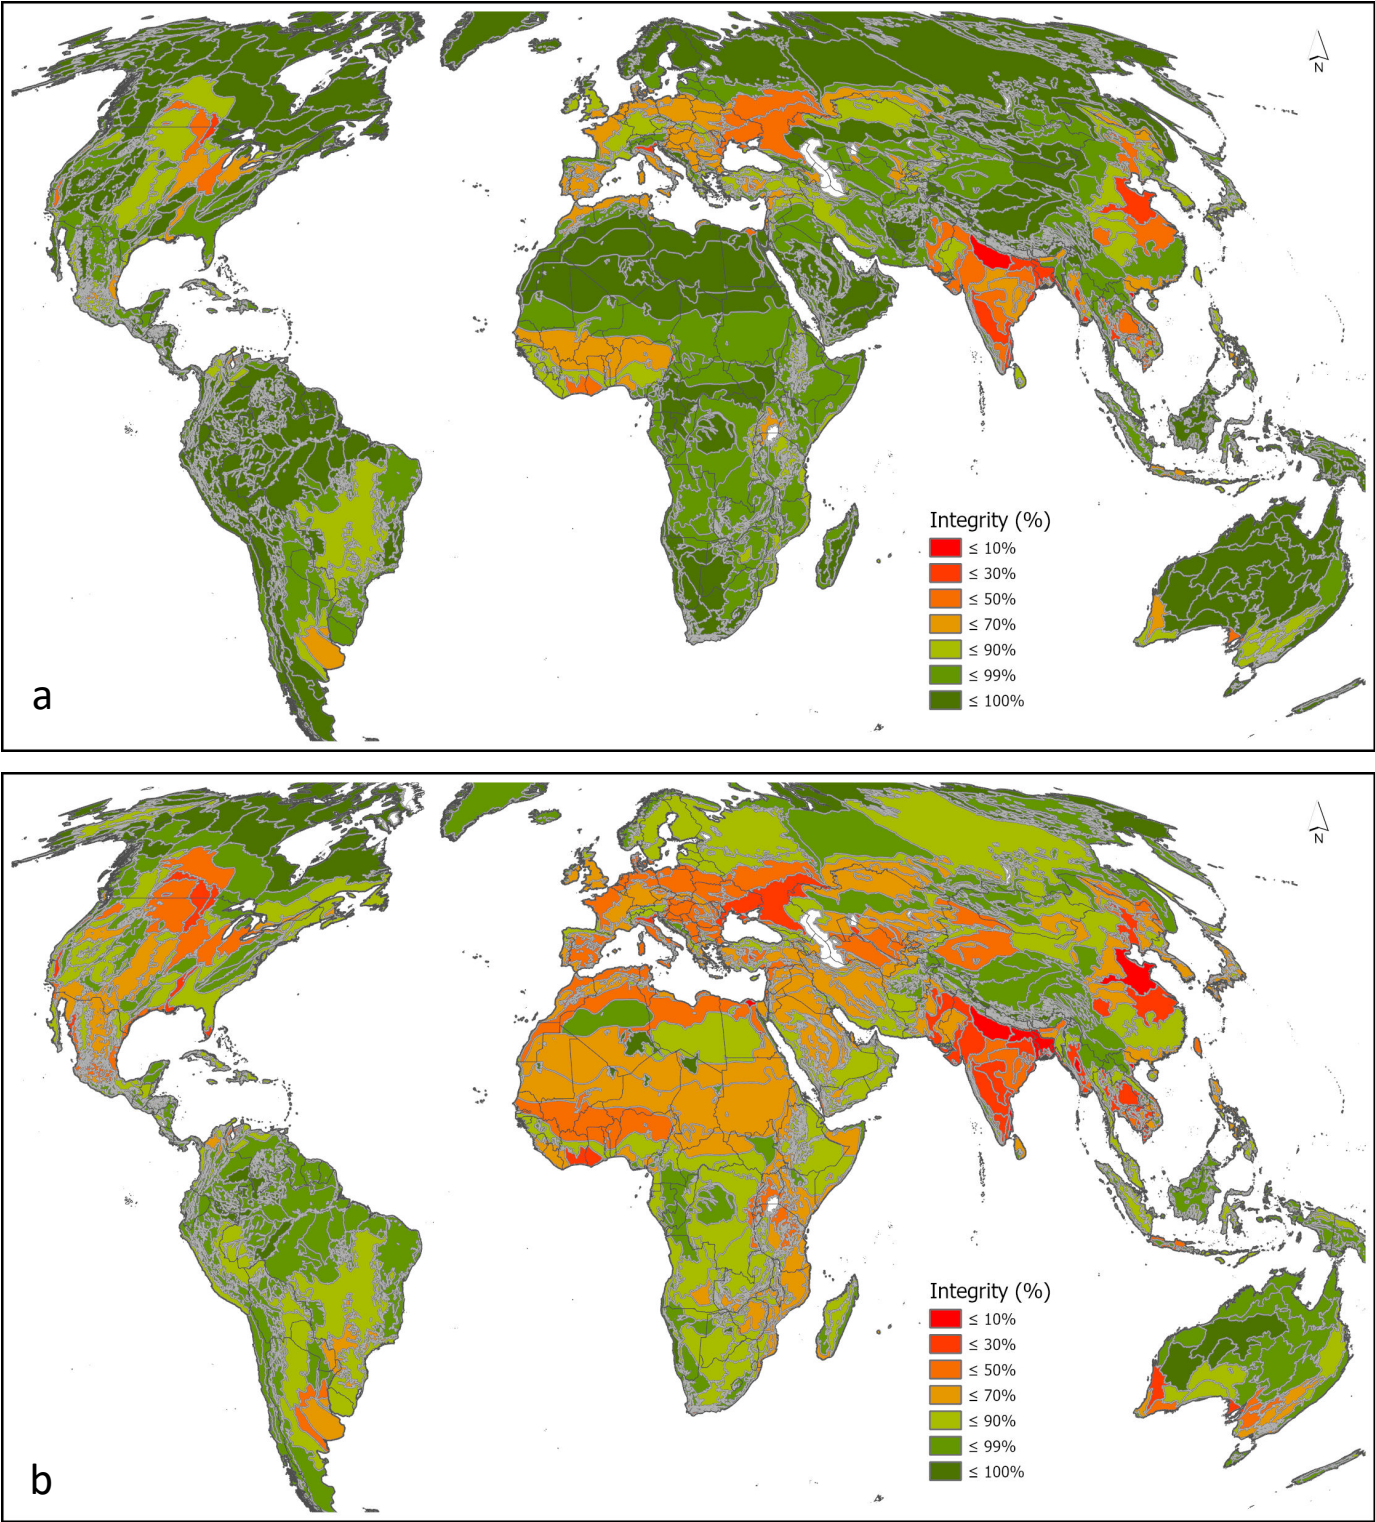 N
Integrity (%)
≤ 10%
≤ 30%
≤ 50%
≤ 70%
≤ 90%
≤ 99%
≤ 100%
a
N
Integrity (%)
≤ 10%
≤ 30%
≤ 50%
≤ 70%
≤ 90%
≤ 99%
≤ 100%
b